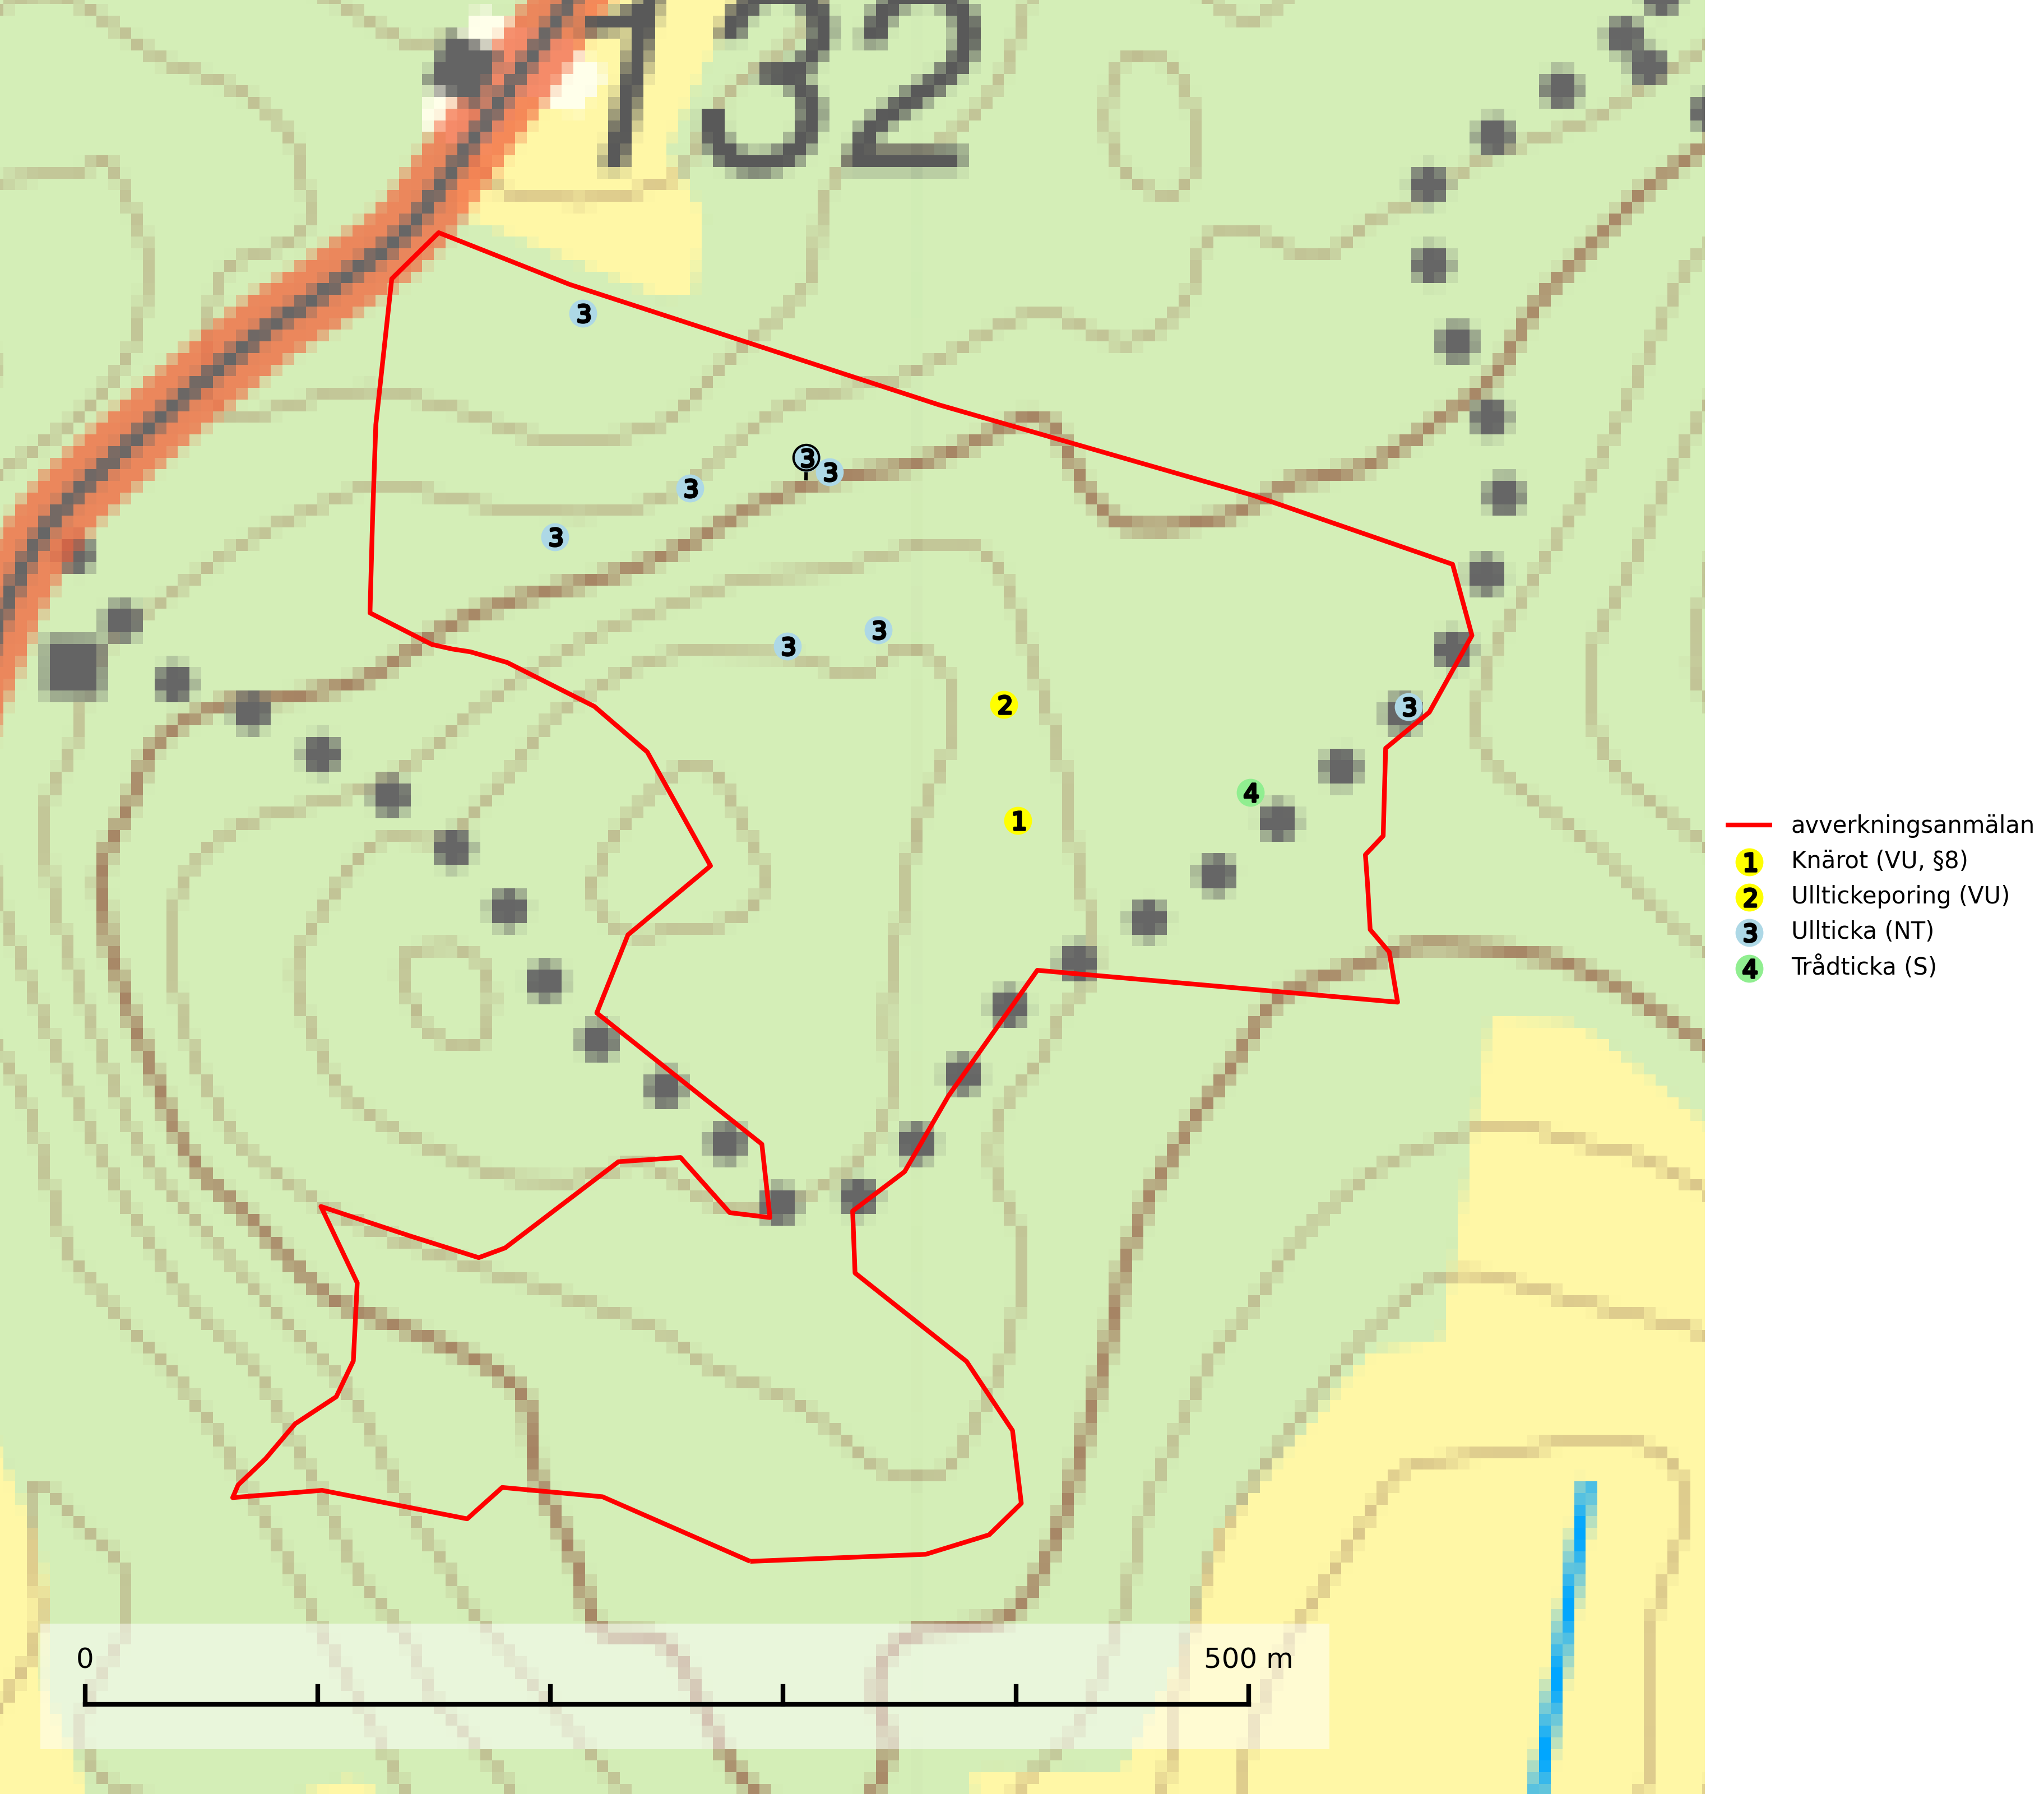 132
3
3
3
3
3
3
3
2
3
4
1
avverkningsanmälan
1 Knärot (VU, §8)
2 Ulltickeporing (VU)
3 Ullticka (NT)
4 Trådticka (S)
0 500 m